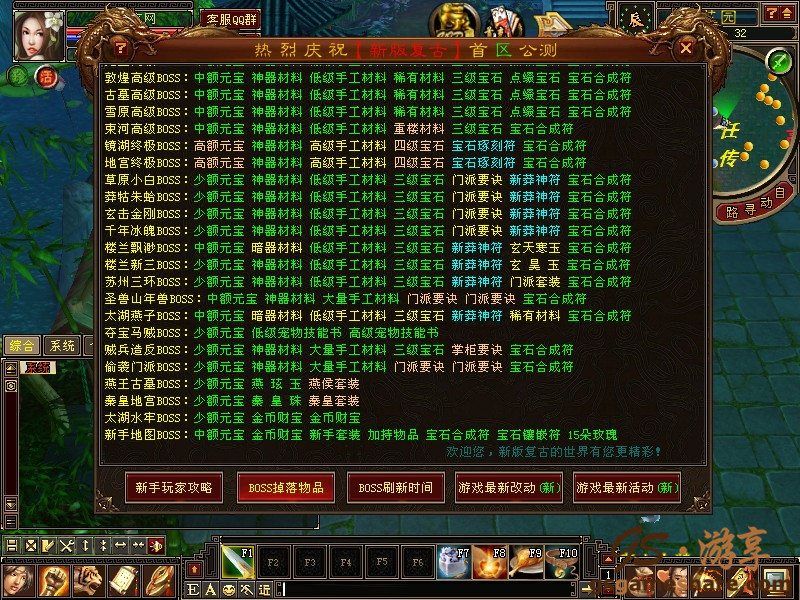 客服QQ群
辰
32
热烈庆祝【新版复古】首区公测
敦煌高级BOSS：中额元宝 神器材料 低级手工材料 稀有材料 三级宝石 点缀宝石 宝石合成符
古墓高级BOSS：中额元宝 神器材料 低级手工材料 稀有材料 三级宝石 点缀宝石 宝石合成符
雪原高级BOSS：中额元宝 神器材料 低级手工材料 稀有材料 三级宝石 点缀宝石 宝石合成符
束河高级BOSS：中额元宝 神器材料 低级手工材料 重楼材料 三级宝石 宝石合成符
镜湖终极BOSS：高额元宝 神器材料 高级手工材料 四级宝石 宝石琢刻符 宝石合成符
地宫终极BOSS：高额元宝 神器材料 高级手工材料 四级宝石 宝石琢刻符 宝石合成符
草原小白BOSS：少额元宝 神器材料 低级手工材料 三级宝石 门派要诀 新莽神符 宝石合成符
莽牯朱蛤BOSS：少额元宝 神器材料 低级手工材料 三级宝石 门派要诀 新莽神符 宝石合成符
玄击金刚BOSS：少额元宝 神器材料 低级手工材料 三级宝石 门派要诀 新莽神符 宝石合成符
千年冰魄BOSS：少额元宝 神器材料 低级手工材料 三级宝石 门派要诀 新莽神符 宝石合成符
楼兰飘渺BOSS：中额元宝 暗器材料 低级手工材料 三级宝石 新莽神符 玄天寒玉 宝石合成符
楼兰新三BOSS：少额元宝 神器材料 低级手工材料 三级宝石 新莽神符 玄 昊 玉 宝石合成符
苏州三环BOSS：少额元宝 神器材料 低级手工材料 三级宝石 新莽神符 门派套装 宝石合成符
圣兽山年兽BOSS：中额元宝 神器材料 大量手工材料 门派要诀 门派要诀 宝石合成符
太湖燕子BOSS：中额元宝 暗器材料 低级手工材料 三级宝石 新莽神符 稀有材料 宝石合成符
夺宝马贼BOSS：少额元宝 低级宠物技能书 高级宠物技能书
贼兵造反BOSS：少额元宝 神器材料 大量手工材料 三级宝石 掌柜要诀 宝石合成符
偷袭门派BOSS：少额元宝 神器材料 大量手工材料 门派要诀 门派要诀 宝石合成符
燕王古墓BOSS：少额元宝 燕 玹 玉 燕侯套装
秦皇地宫BOSS：少额元宝 秦 皇 珠 秦皇套装
太湖水牢BOSS：少额元宝 金币财宝 金币财宝
新手地图BOSS：中额元宝 金币财宝 新手套装 加持物品 宝石合成符 宝石镶嵌符 15朵玫瑰
欢迎您，新版复古的世界有您更精彩！
新手玩家攻略 BOSS掉落物品 BOSS刷新时间 游戏最新改动(新) 游戏最新活动(新)
自动寻路
综合 系统
F1 F2 F3 F4 F5 F6 F7 F8 F9 F10
E A 近
1
游享